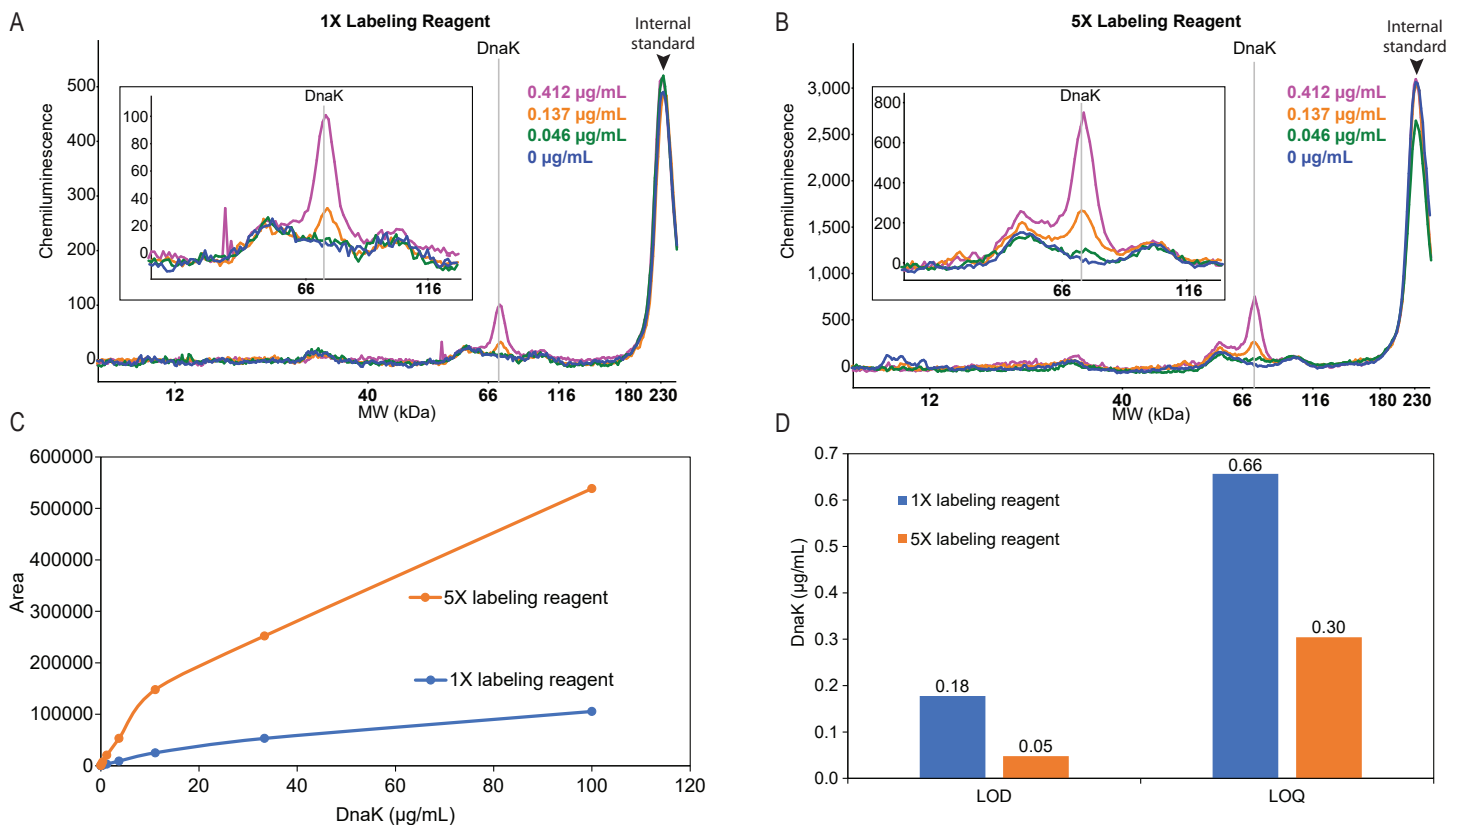 A
1X Labeling Reagent
Internal
standard
DnaK
500
400
300
200
100
0
Chemiluminescence
0.412 µg/mL
0.137 µg/mL
0.046 µg/mL
0 µg/mL
DnaK
100
80
60
40
20
0
66 116
12 40 66 116 180 230
MW (kDa)
B
5X Labeling Reagent
Internal
standard
DnaK
3,000
2,500
2,000
1,500
1,000
500
0
Chemiluminescence
0.412 µg/mL
0.137 µg/mL
0.046 µg/mL
0 µg/mL
DnaK
800
600
400
200
0
66 116
12 40 66 116 180 230
MW (kDa)
C
600000
500000
400000
300000
200000
100000
0
Area
5X labeling reagent
1X labeling reagent
0 20 40 60 80 100 120
DnaK (µg/mL)
D
0.7
0.6
0.5
0.4
0.3
0.2
0.1
0.0
DnaK (µg/mL)
1X labeling reagent
5X labeling reagent
0.18
0.05
0.66
0.30
LOD LOQ